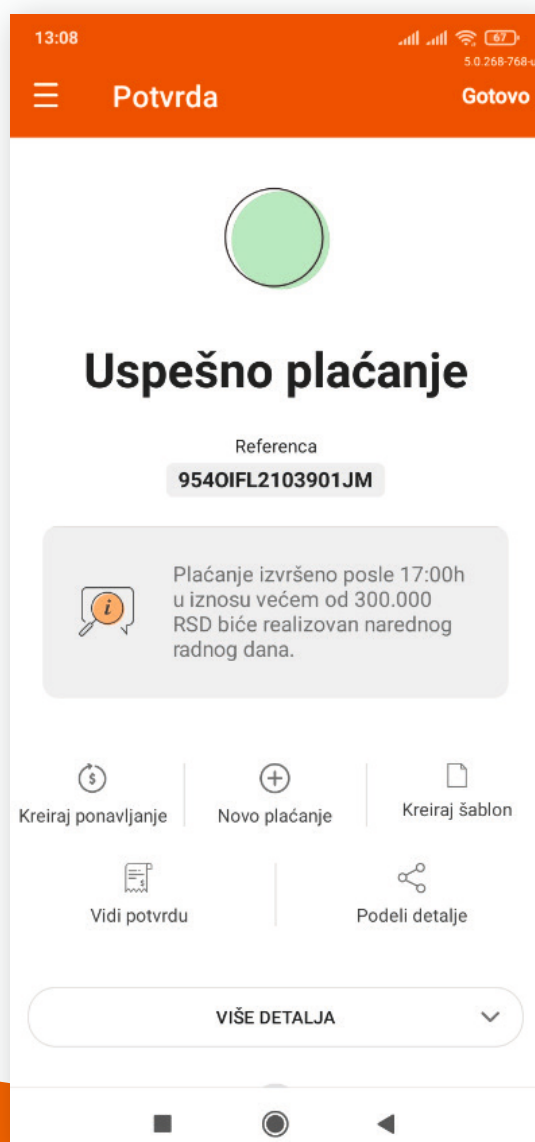 13:08
67
5.0.268-768-u
Potvrda
Gotovo
Uspešno plaćanje
Referenca
954OIFL2103901JM
Plaćanje izvršeno posle 17:00h
u iznosu većem od 300.000
RSD biće realizovan narednog
radnog dana.
Kreiraj ponavljanje
Novo plaćanje
Kreiraj šablon
Vidi potvrdu
Podeli detalje
VIŠE DETALJA